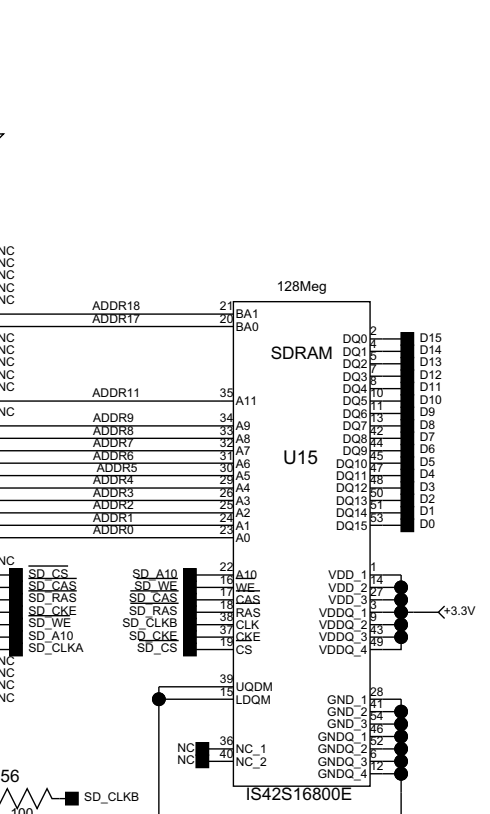 NC
NC
NC
NC
NC
128Meg
ADDR18 21 BA1
ADDR17 20 BA0
SDRAM
U15
NC
NC
NC
NC
NC
ADDR11 35 A11
NC
ADDR9 34 A9
ADDR8 33 A8
ADDR7 32 A7
ADDR6 31 A6
ADDR5 30 A5
ADDR4 29 A4
ADDR3 26 A3
ADDR2 25 A2
ADDR1 24 A1
ADDR0 23 A0
DQ0 2 D15
DQ1 4 D14
DQ2 5 D13
DQ3 7 D12
DQ4 8 D11
DQ5 10 D10
DQ6 11 D9
DQ7 13 D8
DQ8 42 D7
DQ9 44 D6
DQ10 45 D5
DQ11 47 D4
DQ12 48 D3
DQ13 50 D2
DQ14 51 D1
DQ15 53 D0
NC
SD_CS
SD_CAS
SD_RAS
SD_CKE
SD_WE
SD_A10
SD_CLKA
NC
NC
NC
NC
SD_A10 22 A10
SD_WE 16 WE
SD_CAS 17 CAS
SD_RAS 18 RAS
SD_CLKB 38 CLK
SD_CKE 37 CKE
SD_CS 19 CS
VDD_1 1
VDD_2 14
VDD_3 27
VDDQ_1 3
VDDQ_2 9
VDDQ_3 43
VDDQ_4 49
+3.3V
39 UQDM
15 LDQM
GND_1 28
GND_2 41
GND_3 54
GNDQ_1 46
GNDQ_2 52
GNDQ_3 6
GNDQ_4 12
NC 36 NC_1
NC 40 NC_2
IS42S16800E
56
SD_CLKB
100